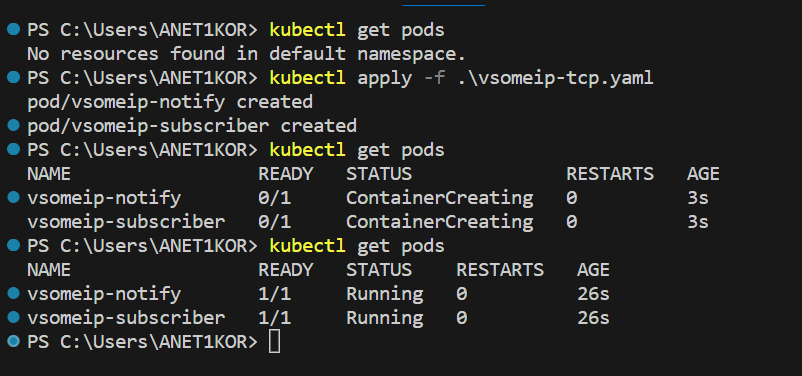 PS C:\Users\ANET1KOR> kubectl get pods
No resources found in default namespace.
PS C:\Users\ANET1KOR> kubectl apply -f .\vsomeip-tcp.yaml
pod/vsomeip-notify created
pod/vsomeip-subscriber created
PS C:\Users\ANET1KOR> kubectl get pods
NAME                 READY   STATUS              RESTARTS   AGE
vsomeip-notify       0/1     ContainerCreating   0          3s
vsomeip-subscriber   0/1     ContainerCreating   0          3s
PS C:\Users\ANET1KOR> kubectl get pods
NAME                 READY   STATUS    RESTARTS   AGE
vsomeip-notify       1/1     Running   0          26s
vsomeip-subscriber   1/1     Running   0          26s
PS C:\Users\ANET1KOR>